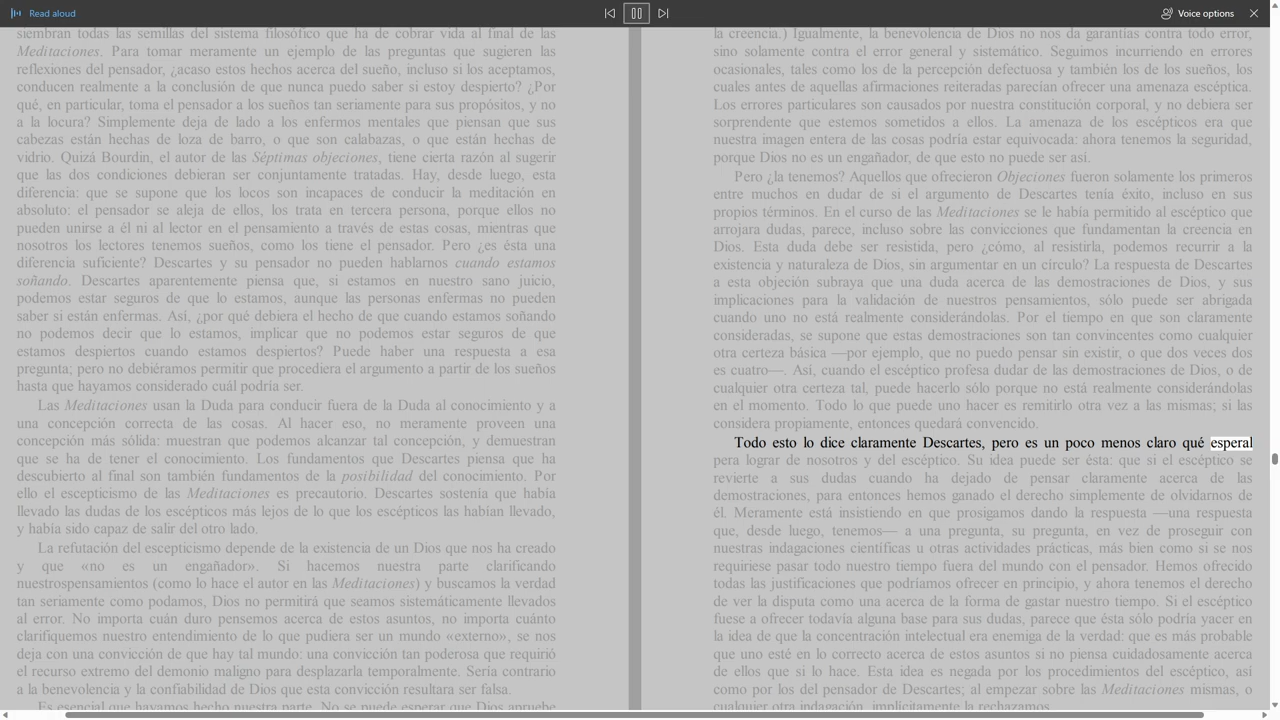 Read aloud
Voice options
siembran todas las semillas del sistema filosófico que ha de cobrar vida al final de las
Meditaciones. Para tomar meramente un ejemplo de las preguntas que sugieren las
reflexiones del pensador, ¿acaso estos hechos acerca del sueño, incluso si los aceptamos,
conducen realmente a la conclusión de que nunca puedo saber si estoy despierto? ¿Por
qué, en particular, toma el pensador a los sueños tan seriamente para sus propósitos, y no
a la locura? Simplemente deja de lado a los enfermos mentales que piensan que sus
cabezas están hechas de loza de barro, o que son calabazas, o que están hechas de
vidrio. Quizá Bourdin, el autor de las Séptimas objeciones, tiene cierta razón al sugerir
que las dos condiciones debieran ser conjuntamente tratadas. Hay, desde luego, esta
diferencia: que se supone que los locos son incapaces de conducir la meditación en
absoluto: el pensador se aleja de ellos, los trata en tercera persona, porque ellos no
pueden unirse a él ni al lector en el pensamiento a través de estas cosas, mientras que
nosotros los lectores tenemos sueños, como los tiene el pensador. Pero ¿es ésta una
diferencia suficiente? Descartes y su pensador no pueden hablarnos cuando estamos
soñando. Descartes aparentemente piensa que, si estamos en nuestro sano juicio,
podemos estar seguros de que lo estamos, aunque las personas enfermas no pueden
saber si están enfermas. Así, ¿por qué debiera el hecho de que cuando estamos soñando
no podemos decir que lo estamos, implicar que no podemos estar seguros de que
estamos despiertos cuando estamos despiertos? Puede haber una respuesta a esa
pregunta; pero no debiéramos permitir que procediera el argumento a partir de los sueños
hasta que hayamos considerado cuál podría ser.
Las Meditaciones usan la Duda para conducir fuera de la Duda al conocimiento y a
una concepción correcta de las cosas. Al hacer eso, no meramente proveen una
concepción más sólida: muestran que podemos alcanzar tal concepción, y demuestran
que se ha de tener el conocimiento. Los fundamentos que Descartes piensa que ha
descubierto al final son también fundamentos de la posibilidad del conocimiento. Por
ello el escepticismo de las Meditaciones es precautorio. Descartes sostenía que había
llevado las dudas de los escépticos más lejos de lo que los escépticos las habían llevado,
y había sido capaz de salir del otro lado.
La refutación del escepticismo depende de la existencia de un Dios que nos ha creado
y que «no es un engañador». Si hacemos nuestra parte clarificando
nuestrospensamientos (como lo hace el autor en las Meditaciones) y buscamos la verdad
tan seriamente como podamos, Dios no permitirá que seamos sistemáticamente llevados
al error. No importa cuán duro pensemos acerca de estos asuntos, no importa cuánto
clarifiquemos nuestro entendimiento de lo que pudiera ser un mundo «externo», se nos
deja con una convicción de que hay tal mundo: una convicción tan poderosa que requirió
el recurso extremo del demonio maligno para desplazarla temporalmente. Sería contrario
a la benevolencia y la confiabilidad de Dios que esta convicción resultara ser falsa.
Es esencial que hayamos hecho nuestra parte. No se puede esperar que Dios apruebe
la creencia.) Igualmente, la benevolencia de Dios no nos da garantías contra todo error,
sino solamente contra el error general y sistemático. Seguimos incurriendo en errores
ocasionales, tales como los de la percepción defectuosa y también los de los sueños, los
cuales antes de aquellas afirmaciones reiteradas parecían ofrecer una amenaza escéptica.
Los errores particulares son causados por nuestra constitución corporal, y no debiera ser
sorprendente que estemos sometidos a ellos. La amenaza de los escépticos era que
nuestra imagen entera de las cosas podría estar equivocada: ahora tenemos la seguridad,
porque Dios no es un engañador, de que esto no puede ser así.
Pero ¿la tenemos? Aquellos que ofrecieron Objeciones fueron solamente los primeros
entre muchos en dudar de si el argumento de Descartes tenía éxito, incluso en sus
propios términos. En el curso de las Meditaciones se le había permitido al escéptico que
arrojara dudas, parece, incluso sobre las convicciones que fundamentan la creencia en
Dios. Esta duda debe ser resistida, pero ¿cómo, al resistirla, podemos recurrir a la
existencia y naturaleza de Dios, sin argumentar en un círculo? La respuesta de Descartes
a esta objeción subraya que una duda acerca de las demostraciones de Dios, y sus
implicaciones para la validación de nuestros pensamientos, sólo puede ser abrigada
cuando uno no está realmente considerándolas. Por el tiempo en que son claramente
consideradas, se supone que estas demostraciones son tan convincentes como cualquier
otra certeza básica —por ejemplo, que no puedo pensar sin existir, o que dos veces dos
es cuatro—. Así, cuando el escéptico profesa dudar de las demostraciones de Dios, o de
cualquier otra certeza tal, puede hacerlo sólo porque no está realmente considerándolas
en el momento. Todo lo que puede uno hacer es remitirlo otra vez a las mismas; si las
considera propiamente, entonces quedará convencido.
Todo esto lo dice claramente Descartes, pero es un poco menos claro qué esperal
pera lograr de nosotros y del escéptico. Su idea puede ser ésta: que si el escéptico se
revierte a sus dudas cuando ha dejado de pensar claramente acerca de las
demostraciones, para entonces hemos ganado el derecho simplemente de olvidarnos de
él. Meramente está insistiendo en que prosigamos dando la respuesta —una respuesta
que, desde luego, tenemos— a una pregunta, su pregunta, en vez de proseguir con
nuestras indagaciones científicas u otras actividades prácticas, más bien como si se nos
requiriese pasar todo nuestro tiempo fuera del mundo con el pensador. Hemos ofrecido
todas las justificaciones que podríamos ofrecer en principio, y ahora tenemos el derecho
de ver la disputa como una acerca de la forma de gastar nuestro tiempo. Si el escéptico
fuese a ofrecer todavía alguna base para sus dudas, parece que ésta sólo podría yacer en
la idea de que la concentración intelectual era enemiga de la verdad: que es más probable
que uno esté en lo correcto acerca de estos asuntos si no piensa cuidadosamente acerca
de ellos que si lo hace. Esta idea es negada por los procedimientos del escéptico, así
como por los del pensador de Descartes; al empezar sobre las Meditaciones mismas, o
cualquier otra indagación, implícitamente la rechazamos.